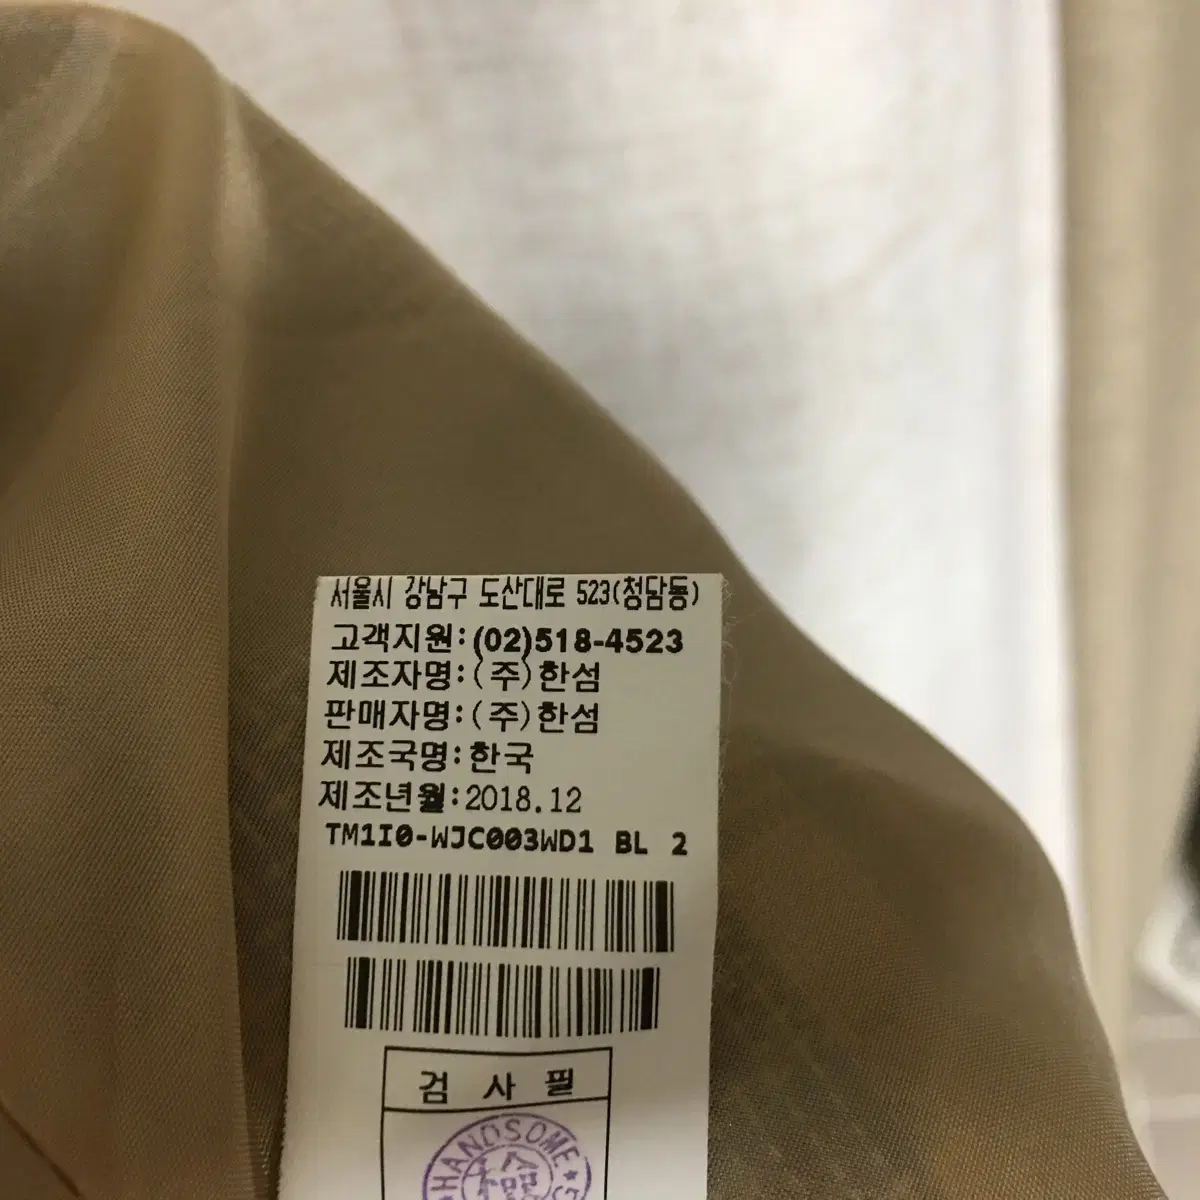 서울시 강남구 도산대로 523(청담동)
고객지원:(02)518-4523
제조자명:(주)한섬
판매자명:(주)한섬
제조국명:한국
제조년월:2018.12
TM1I0-WJC003WD1 BL 2
검 사 필
HANDSOME